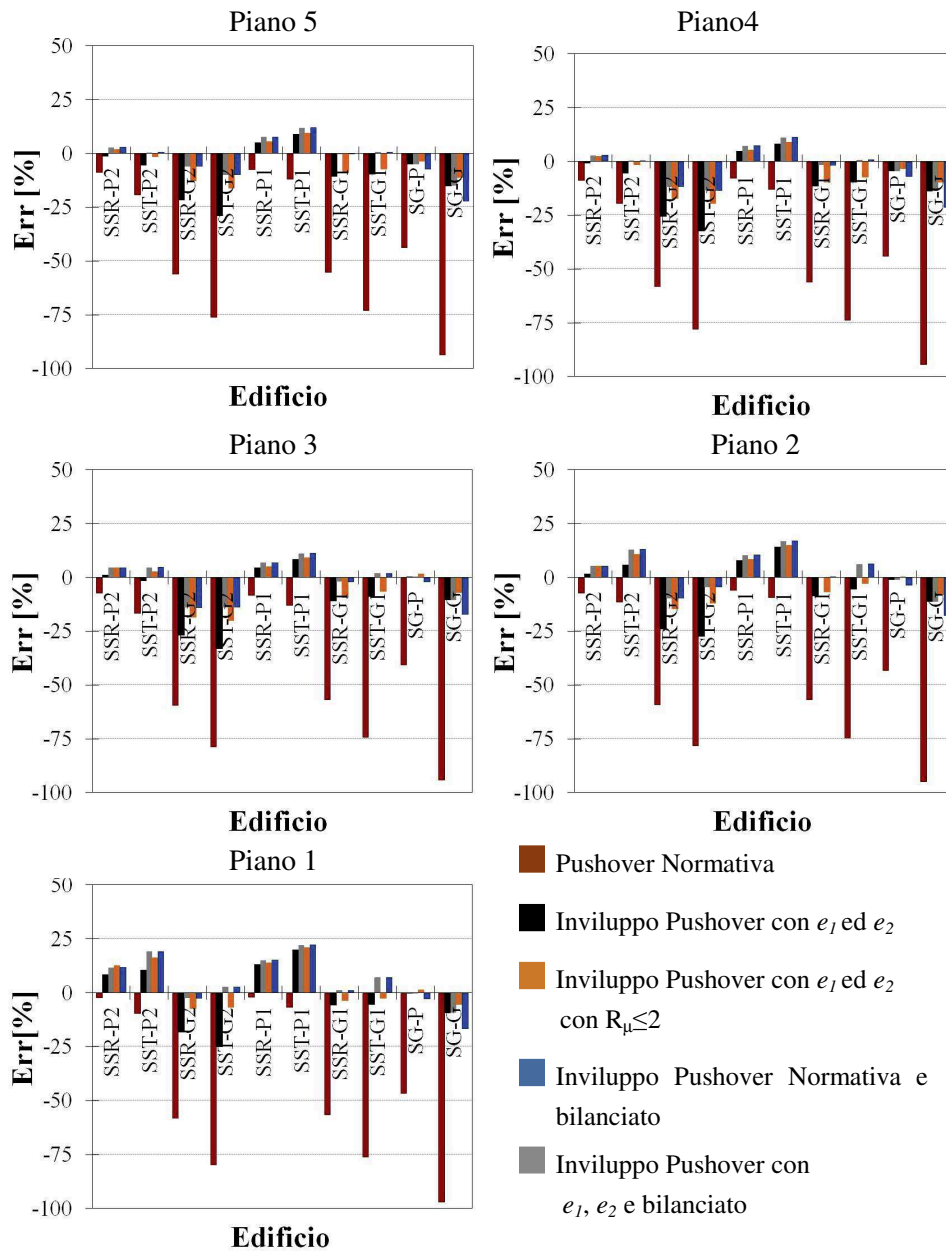 Piano 5
50
25
0
-25
-50
-75
-100
Err [%]
SSR-P2
SST-P2
SSR-G2
SST-G2
SSR-P1
SST-P1
SSR-G1
SST-G1
SG-P
SG-G
Edificio
Piano4
50
25
0
-25
-50
-75
-100
Err [%]
SSR-P2
SST-P2
SSR-G2
SST-G2
SSR-P1
SST-P1
SSR-G1
SST-G1
SG-P
SG-G
Edificio
Piano 3
50
25
0
-25
-50
-75
-100
Err [%]
SSR-P2
SST-P2
SSR-G2
SST-G2
SSR-P1
SST-P1
SSR-G1
SST-G1
SG-P
SG-G
Edificio
Piano 2
50
25
0
-25
-50
-75
-100
Err [%]
SSR-P2
SST-P2
SSR-G2
SST-G2
SSR-P1
SST-P1
SSR-G1
SST-G1
SG-P
SG-G
Edificio
Piano 1
50
25
0
-25
-50
-75
-100
Err[%]
SSR-P2
SST-P2
SSR-G2
SST-G2
SSR-P1
SST-P1
SSR-G1
SST-G1
SG-P
SG-G
Edificio
Pushover Normativa
Inviluppo Pushover con e₁ ed e₂
Inviluppo Pushover con e₁ ed e₂
con Rμ≤2
Inviluppo Pushover Normativa e
bilanciato
Inviluppo Pushover con
e₁, e₂ e bilanciato